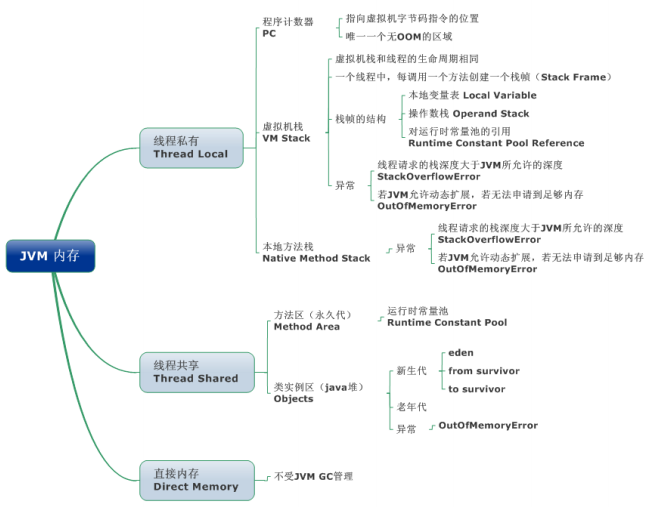 JVM 内存
线程私有
Thread Local
程序计数器
PC
指向虚拟机字节码指令的位置
唯一一个无OOM的区域
虚拟机栈
VM Stack
虚拟机栈和线程的生命周期相同
一个线程中，每调用一个方法创建一个栈帧（Stack Frame）
栈帧的结构
本地变量表 Local Variable
操作数栈 Operand Stack
对运行时常量池的引用
Runtime Constant Pool Reference
异常
线程请求的栈深度大于JVM所允许的深度
StackOverflowError
若JVM允许动态扩展，若无法申请到足够内存
OutOfMemoryError
本地方法栈
Native Method Stack
异常
线程请求的栈深度大于JVM所允许的深度
StackOverflowError
若JVM允许动态扩展，若无法申请到足够内存
OutOfMemoryError
线程共享
Thread Shared
方法区（永久代）
Method Area
运行时常量池
Runtime Constant Pool
类实例区（java堆）
Objects
新生代
eden
from survivor
to survivor
老年代
异常
OutOfMemoryError
直接内存
Direct Memory
不受JVM GC管理